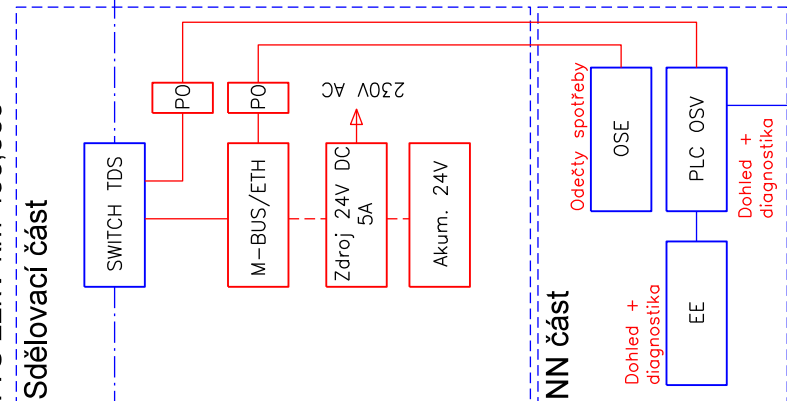 Sdělovací část
SWITCH TDS
PO
M-BUS/ETH
PO
Zdroj 24V DC
5A
230V AC
Akum. 24V
NN část
Odečty spotřeby
OSE
PLC OSV
Dohled +
diagnostika
EE
Dohled +
diagnostika